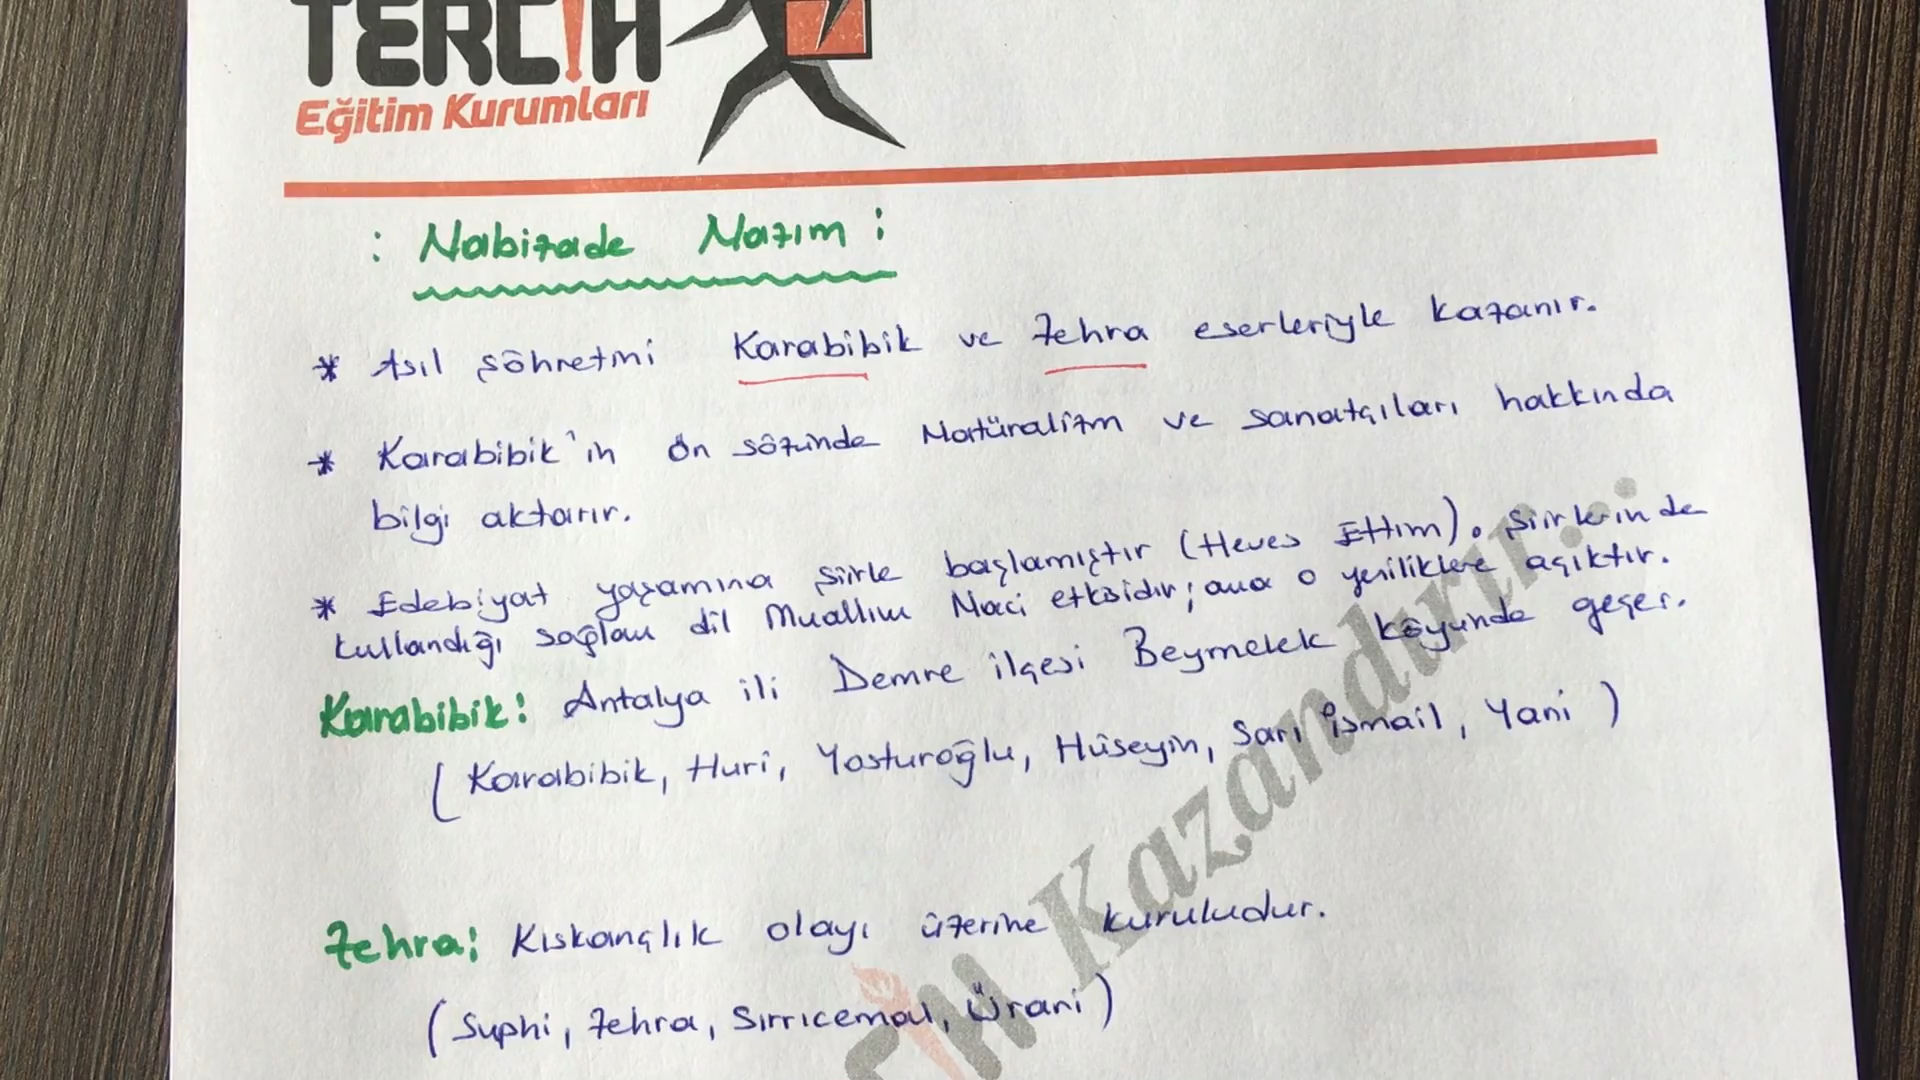 TERCİH
Eğitim Kurumları
: Nabizade Nazım :
* Asıl şöhretini Karabibik ve Zehra eserleriyle kazanır.
* Karabibik'in ön sözünde Natüralizm ve sanatçıları hakkında
bilgi aktarır.
* Edebiyat yaşamına şiirle başlamıştır (Heves Ettim). Şiirlerinde
kullandığı sağlam dil Muallim Naci etkisidir; ama o yeniliklere açıktır.
Karabibik: Antalya ili Demre ilçesi Beymelek köyünde geçer.
(Karabibik, Huri, Yosturoğlu, Hüseyin, Sarı İsmail, Yani)
Zehra: Kıskançlık olayı üzerine kuruludur.
(Suphi, Zehra, Sırrıcemal, Ürani)
Kazandırır...